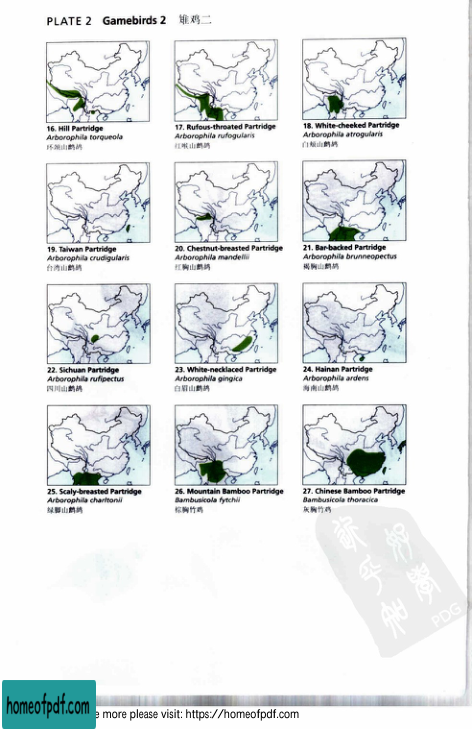 PLATE 2 Gamebirds 2 雉鸡二
16. Hill Partridge
Arborophila torqueola
环颈山鹧鸪
17. Rufous-throated Partridge
Arborophila rufogularis
红喉山鹧鸪
18. White-cheeked Partridge
Arborophila atrogularis
白颊山鹧鸪
19. Taiwan Partridge
Arborophila crudigularis
台湾山鹧鸪
20. Chestnut-breasted Partridge
Arborophila mandellii
红胸山鹧鸪
21. Bar-backed Partridge
Arborophila brunneopectus
褐胸山鹧鸪
22. Sichuan Partridge
Arborophila rufipectus
四川山鹧鸪
23. White-necklaced Partridge
Arborophila gingica
白眉山鹧鸪
24. Hainan Partridge
Arborophila ardens
海南山鹧鸪
25. Scaly-breasted Partridge
Arborophila charltonii
绿脚山鹧鸪
26. Mountain Bamboo Partridge
Bambusicola fytchii
棕胸竹鸡
27. Chinese Bamboo Partridge
Bambusicola thoracica
灰胸竹鸡
PDG
homeofpdf.com
e more please visit: https://homeofpdf.com